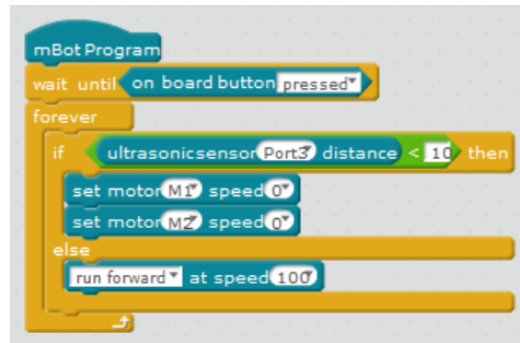 mBot Program
wait until on board button pressed
forever
if ultrasonicsensor Port3 distance < 10 then
set motor M1 speed 0
set motor M2 speed 0
else
run forward at speed 100